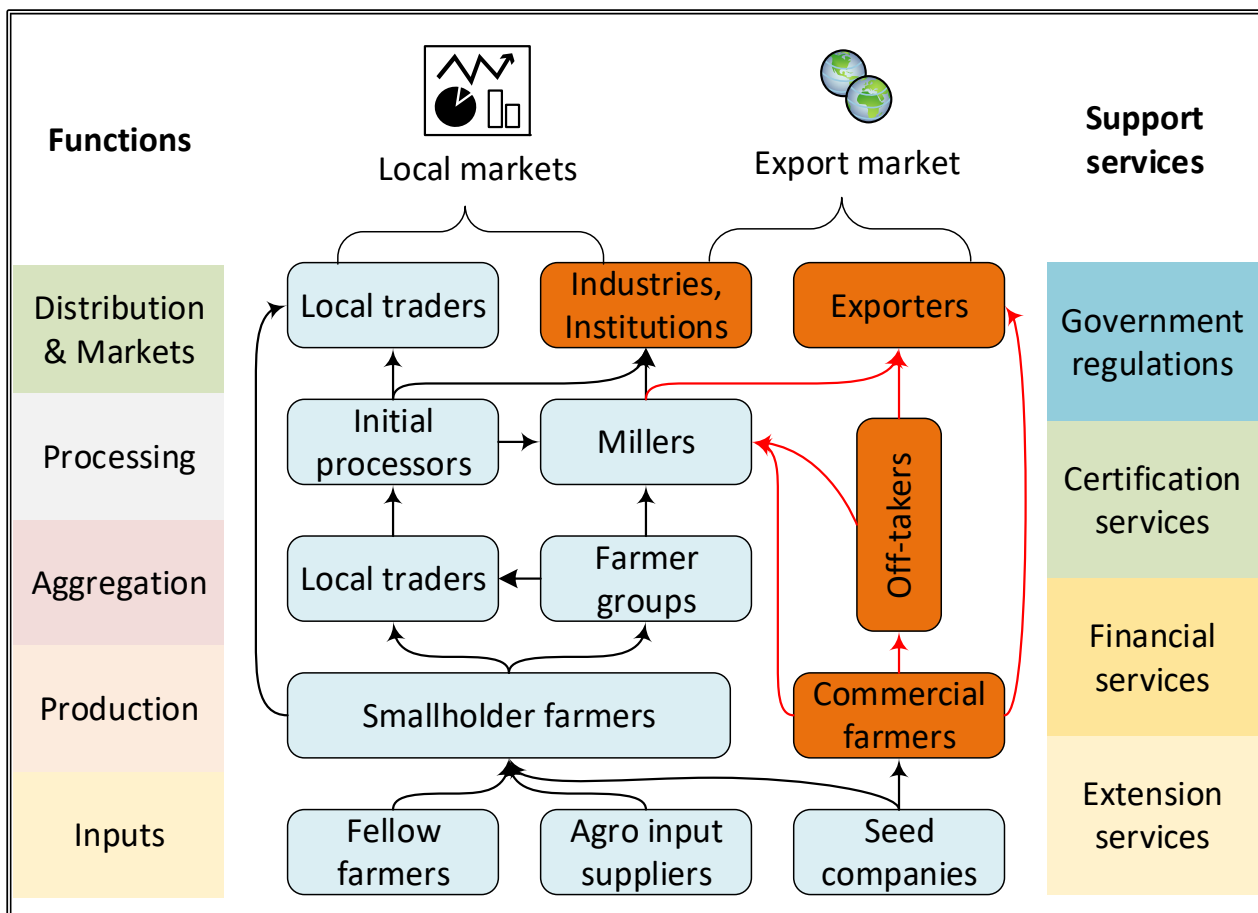 Functions
Local markets
Export market
Support
services
Distribution
& Markets
Processing
Aggregation
Production
Inputs
Local traders
Industries,
Institutions
Exporters
Initial
processors
Millers
Off-takers
Local traders
Farmer
groups
Smallholder farmers
Commercial
farmers
Fellow
farmers
Agro input
suppliers
Seed
companies
Government
regulations
Certification
services
Financial
services
Extension
services